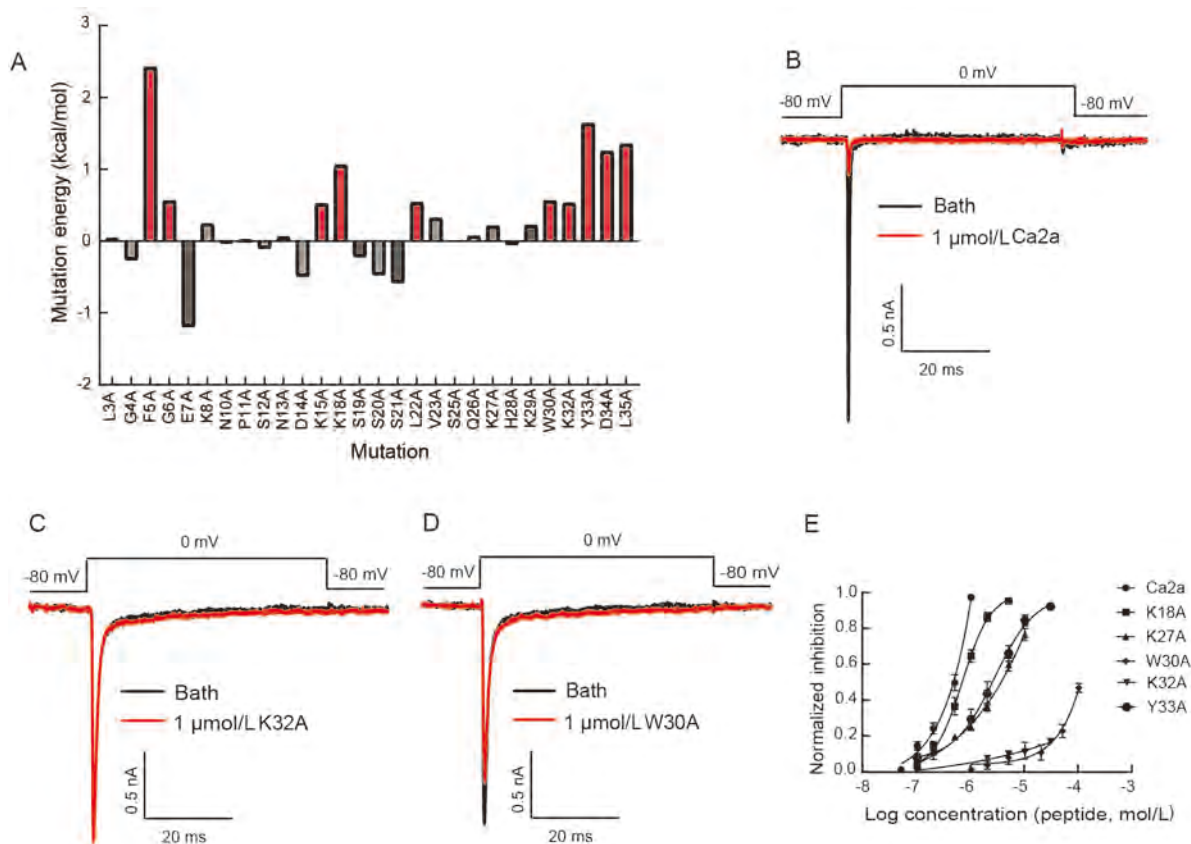 A
Mutation energy (kcal/mol)
3
2
1
0
-1
-2
L3A
G4A
F5A
G6A
E7A
K8A
N10A
P11A
S12A
N13A
D14A
K15A
K18A
S19A
S20A
S21A
L22A
V23A
S25A
Q26A
K27A
H28A
K29A
W30A
K32A
Y33A
D34A
L35A
Mutation
B
0 mV
-80 mV
-80 mV
Bath
1 µmol/LCa2a
0.5 nA
20 ms
C
0 mV
-80 mV
-80 mV
Bath
1 µmol/LK32A
0.5 nA
20 ms
D
0 mV
-80 mV
-80 mV
Bath
1 µmol/LW30A
0.5 nA
20 ms
E
Normalized inhibition
1.0
0.8
0.6
0.4
0.2
0.0
-8 -7 -6 -5 -4 -3
Log concentration (peptide, mol/L)
Ca2a
K18A
K27A
W30A
K32A
Y33A